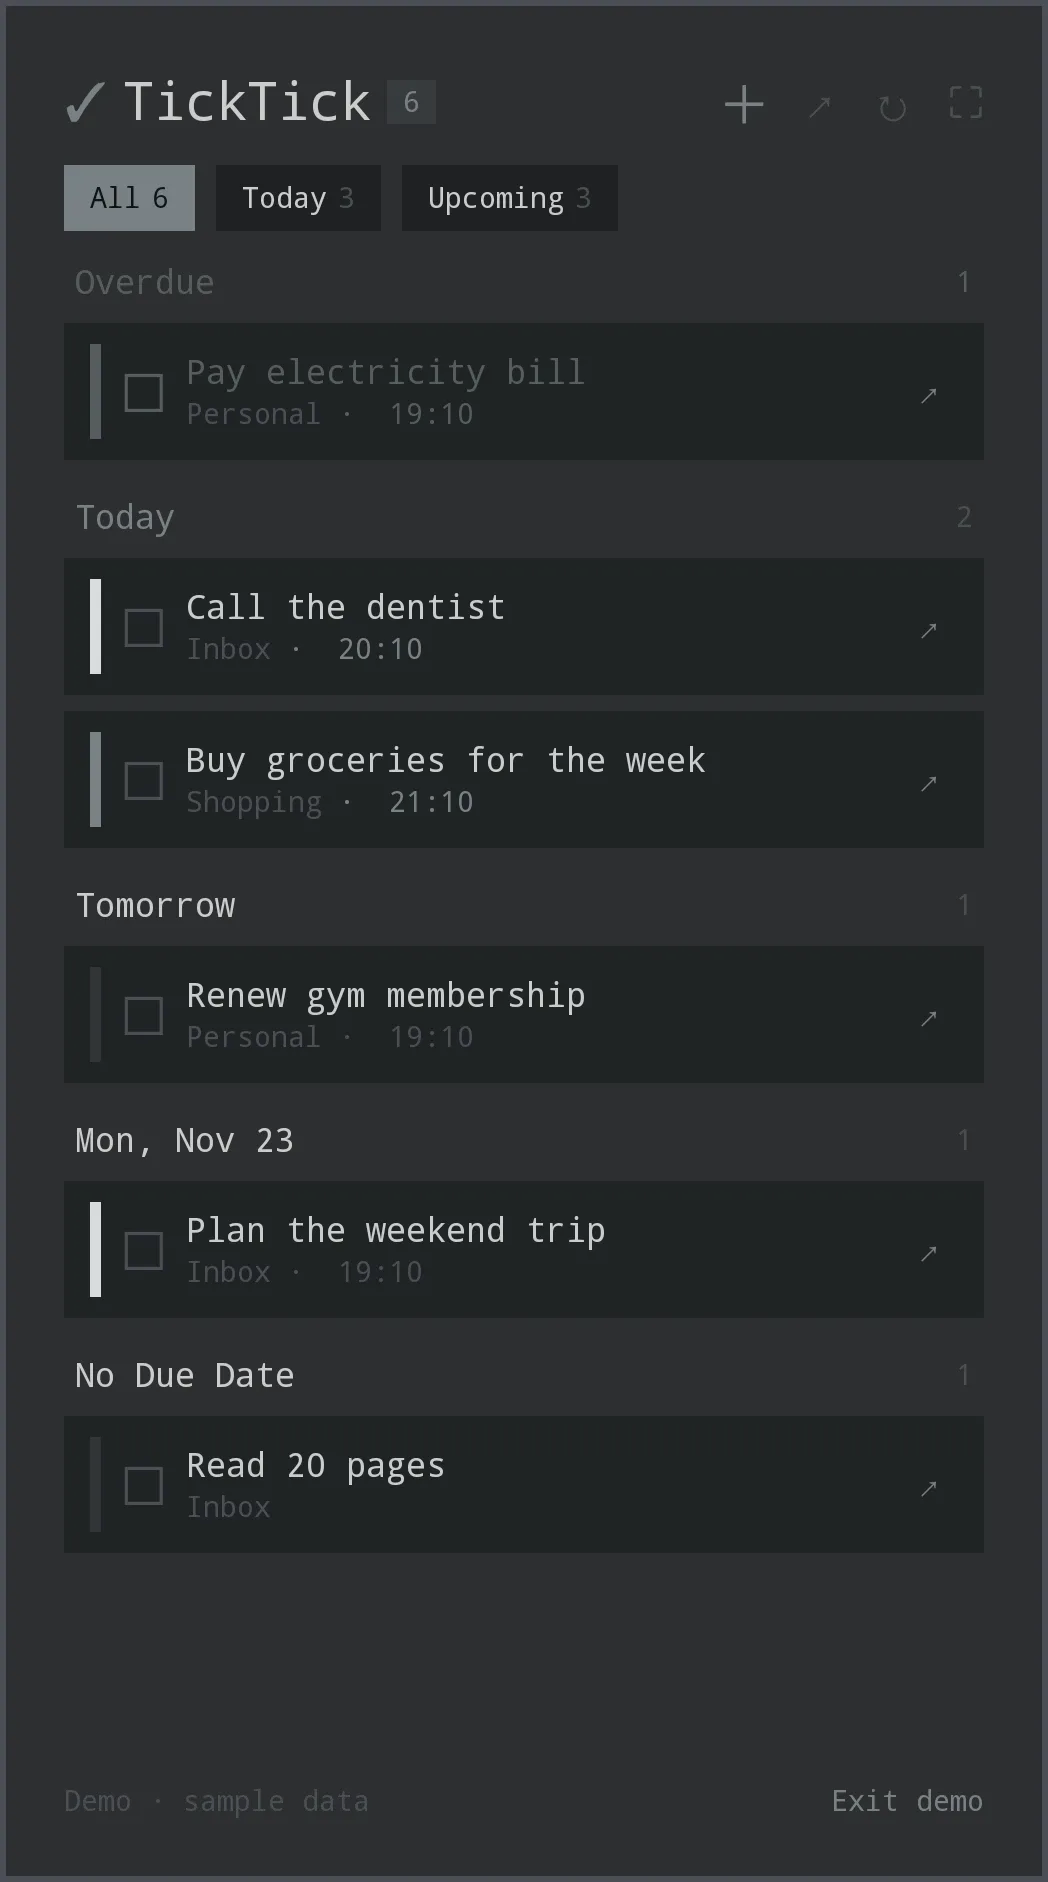 ✓ TickTick 6
All 6 Today 3 Upcoming 3
Overdue 1
Pay electricity bill
Personal · 19:10
Today 2
Call the dentist
Inbox · 20:10
Buy groceries for the week
Shopping · 21:10
Tomorrow 1
Renew gym membership
Personal · 19:10
Mon, Nov 23 1
Plan the weekend trip
Inbox · 19:10
No Due Date 1
Read 20 pages
Inbox
Demo · sample data Exit demo